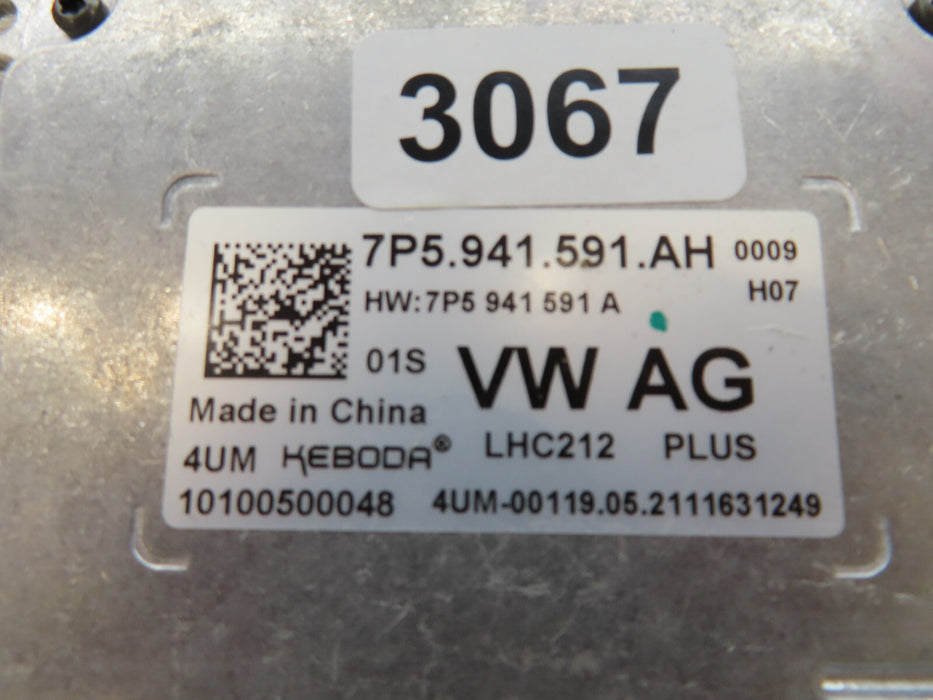 3067
7P5.941.591.AH 0009
HW:7P5 941 591 A H07
01S VW AG
Made in China
4UM KEBODA® LHC212 PLUS
10100500048 4UM-00119.05.2111631249